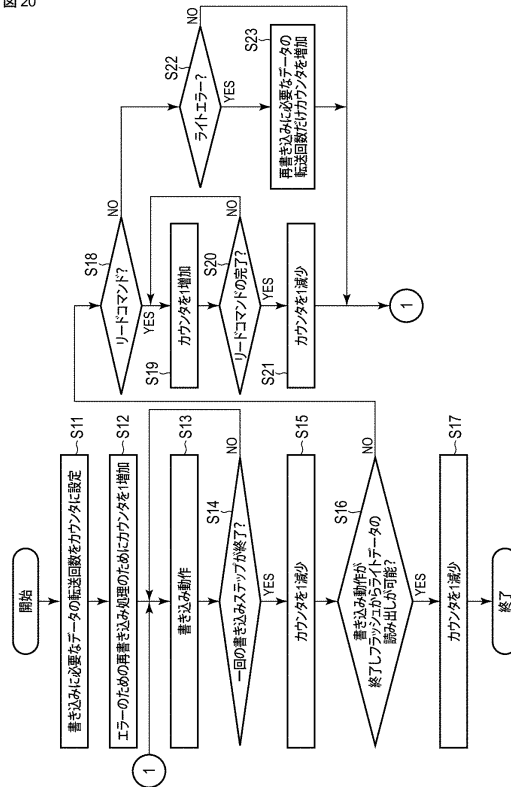 図20
開始
書き込みに必要なデータの転送回数をカウンタに設定
S11
エラーのための再書き込み処理のためにカウンタを1増加
S12
1
書き込み動作
S13
一回の書き込みステップが終了?
S14
NO
YES
カウンタを1減少
S15
書き込み動作が
終了しフラッシュからライトデータの
読み出しが可能?
S16
NO
YES
カウンタを1減少
S17
終了
リードコマンド?
S18
NO
YES
カウンタを1増加
S19
リードコマンドの完了?
S20
NO
YES
カウンタを1減少
S21
1
ライトエラー?
S22
NO
YES
再書き込みに必要なデータの
転送回数だけカウンタを増加
S23